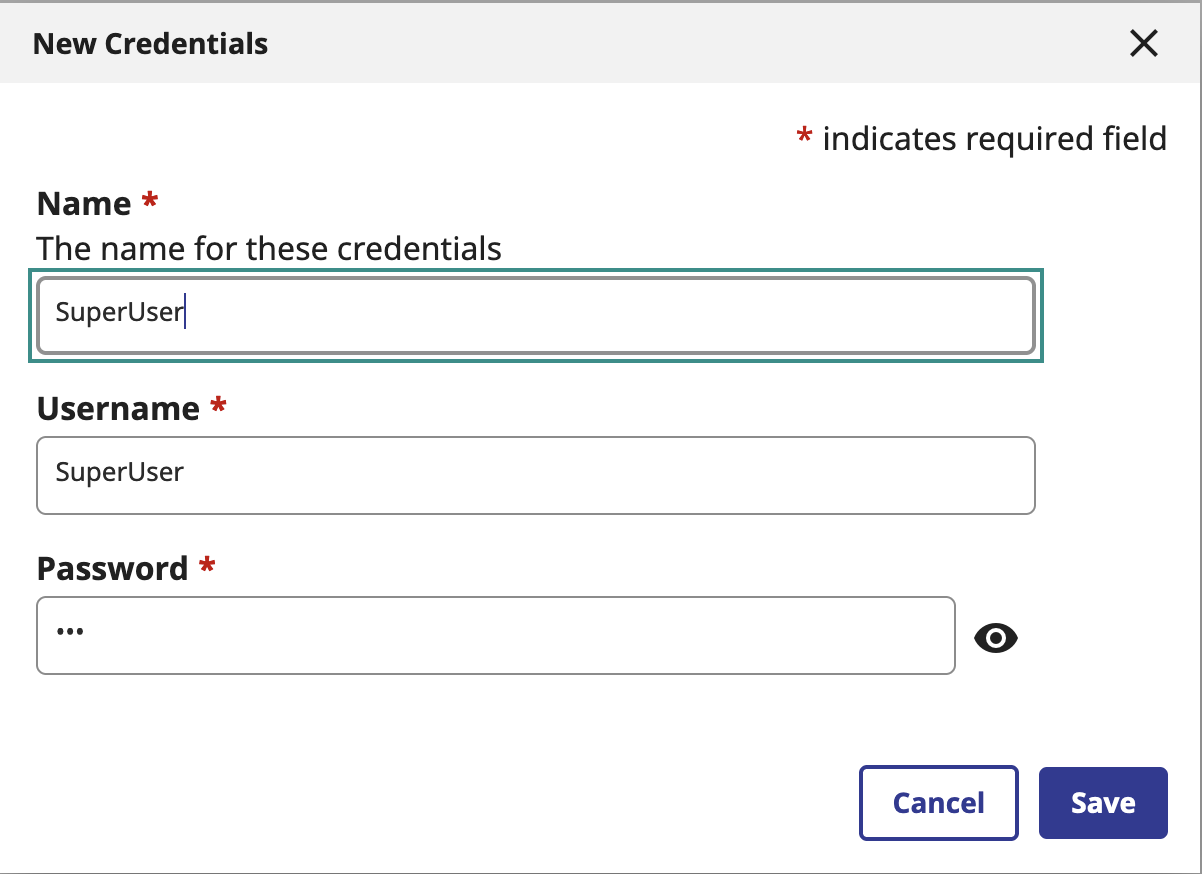 New Credentials
* indicates required field
Name *
The name for these credentials
SuperUser
Username *
SuperUser
Password *
•••
Cancel
Save